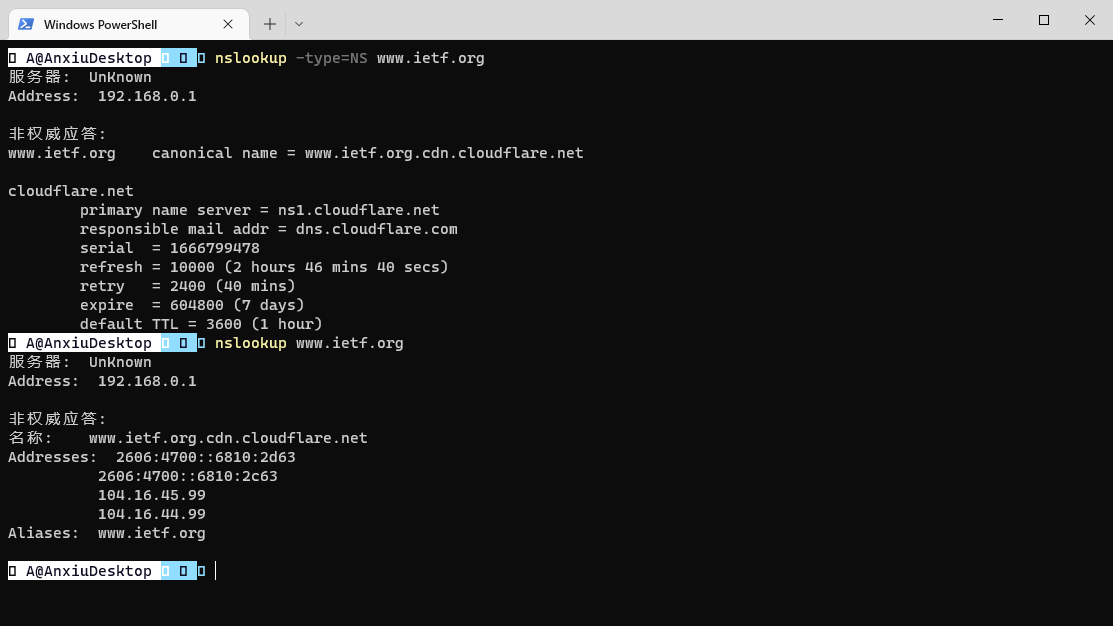 Windows PowerShell
A@AnxiuDesktop nslookup -type=NS www.ietf.org
服务器:  UnKnown
Address:  192.168.0.1
非权威应答:
www.ietf.org    canonical name = www.ietf.org.cdn.cloudflare.net
cloudflare.net
primary name server = ns1.cloudflare.net
responsible mail addr = dns.cloudflare.com
serial  = 1666799478
refresh = 10000 (2 hours 46 mins 40 secs)
retry   = 2400 (40 mins)
expire  = 604800 (7 days)
default TTL = 3600 (1 hour)
A@AnxiuDesktop nslookup www.ietf.org
服务器:  UnKnown
Address:  192.168.0.1
非权威应答:
名称:    www.ietf.org.cdn.cloudflare.net
Addresses:  2606:4700::6810:2d63
2606:4700::6810:2c63
104.16.45.99
104.16.44.99
Aliases:  www.ietf.org
A@AnxiuDesktop